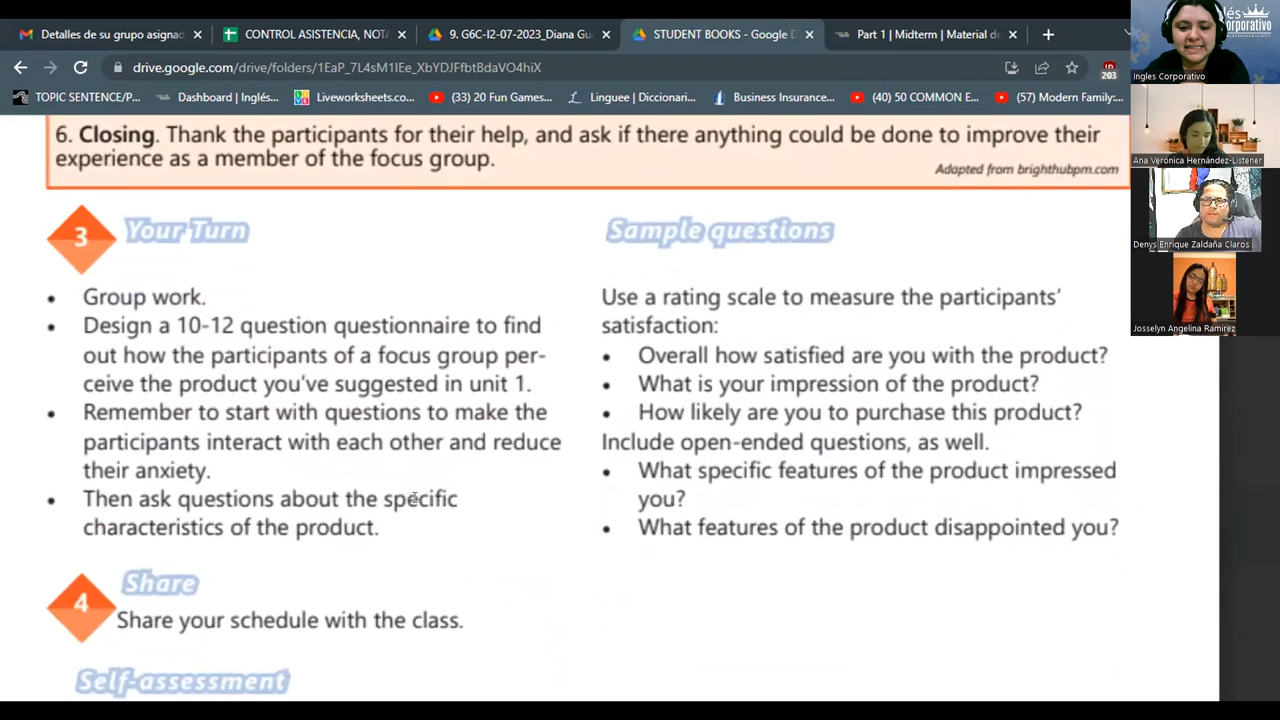 Detalles de su grupo asignad
CONTROL ASISTENCIA, NOTA
9. G6C-I2-07-2023_Diana Gu
STUDENT BOOKS - Google D
Part 1 | Midterm | Material de
drive.google.com/drive/folders/1EaP_7L4sM1IEe_XbYDJFfbtBdaVO4hiX
203
TOPIC SENTENCE/P...
Dashboard | Inglés...
Liveworksheets.co...
(33) 20 Fun Games...
Linguee | Diccionari...
Business Insurance...
(40) 50 COMMON E...
(57) Modern Family:...
6. Closing. Thank the participants for their help, and ask if there anything could be done to improve their
experience as a member of the focus group.
Adapted from brighthubpm.com
3 Your Turn
• Group work.
• Design a 10-12 question questionnaire to find
out how the participants of a focus group per-
ceive the product you've suggested in unit 1.
• Remember to start with questions to make the
participants interact with each other and reduce
their anxiety.
• Then ask questions about the specific
characteristics of the product.
Sample questions
Use a rating scale to measure the participants'
satisfaction:
• Overall how satisfied are you with the product?
• What is your impression of the product?
• How likely are you to purchase this product?
Include open-ended questions, as well.
• What specific features of the product impressed
you?
• What features of the product disappointed you?
4 Share
Share your schedule with the class.
Self-assessment
Ingles Corporativo
Ana Verónica Hernández-Listener
Denys Enrique Zaldaña Claros
Josselyn Angelina Ramirez